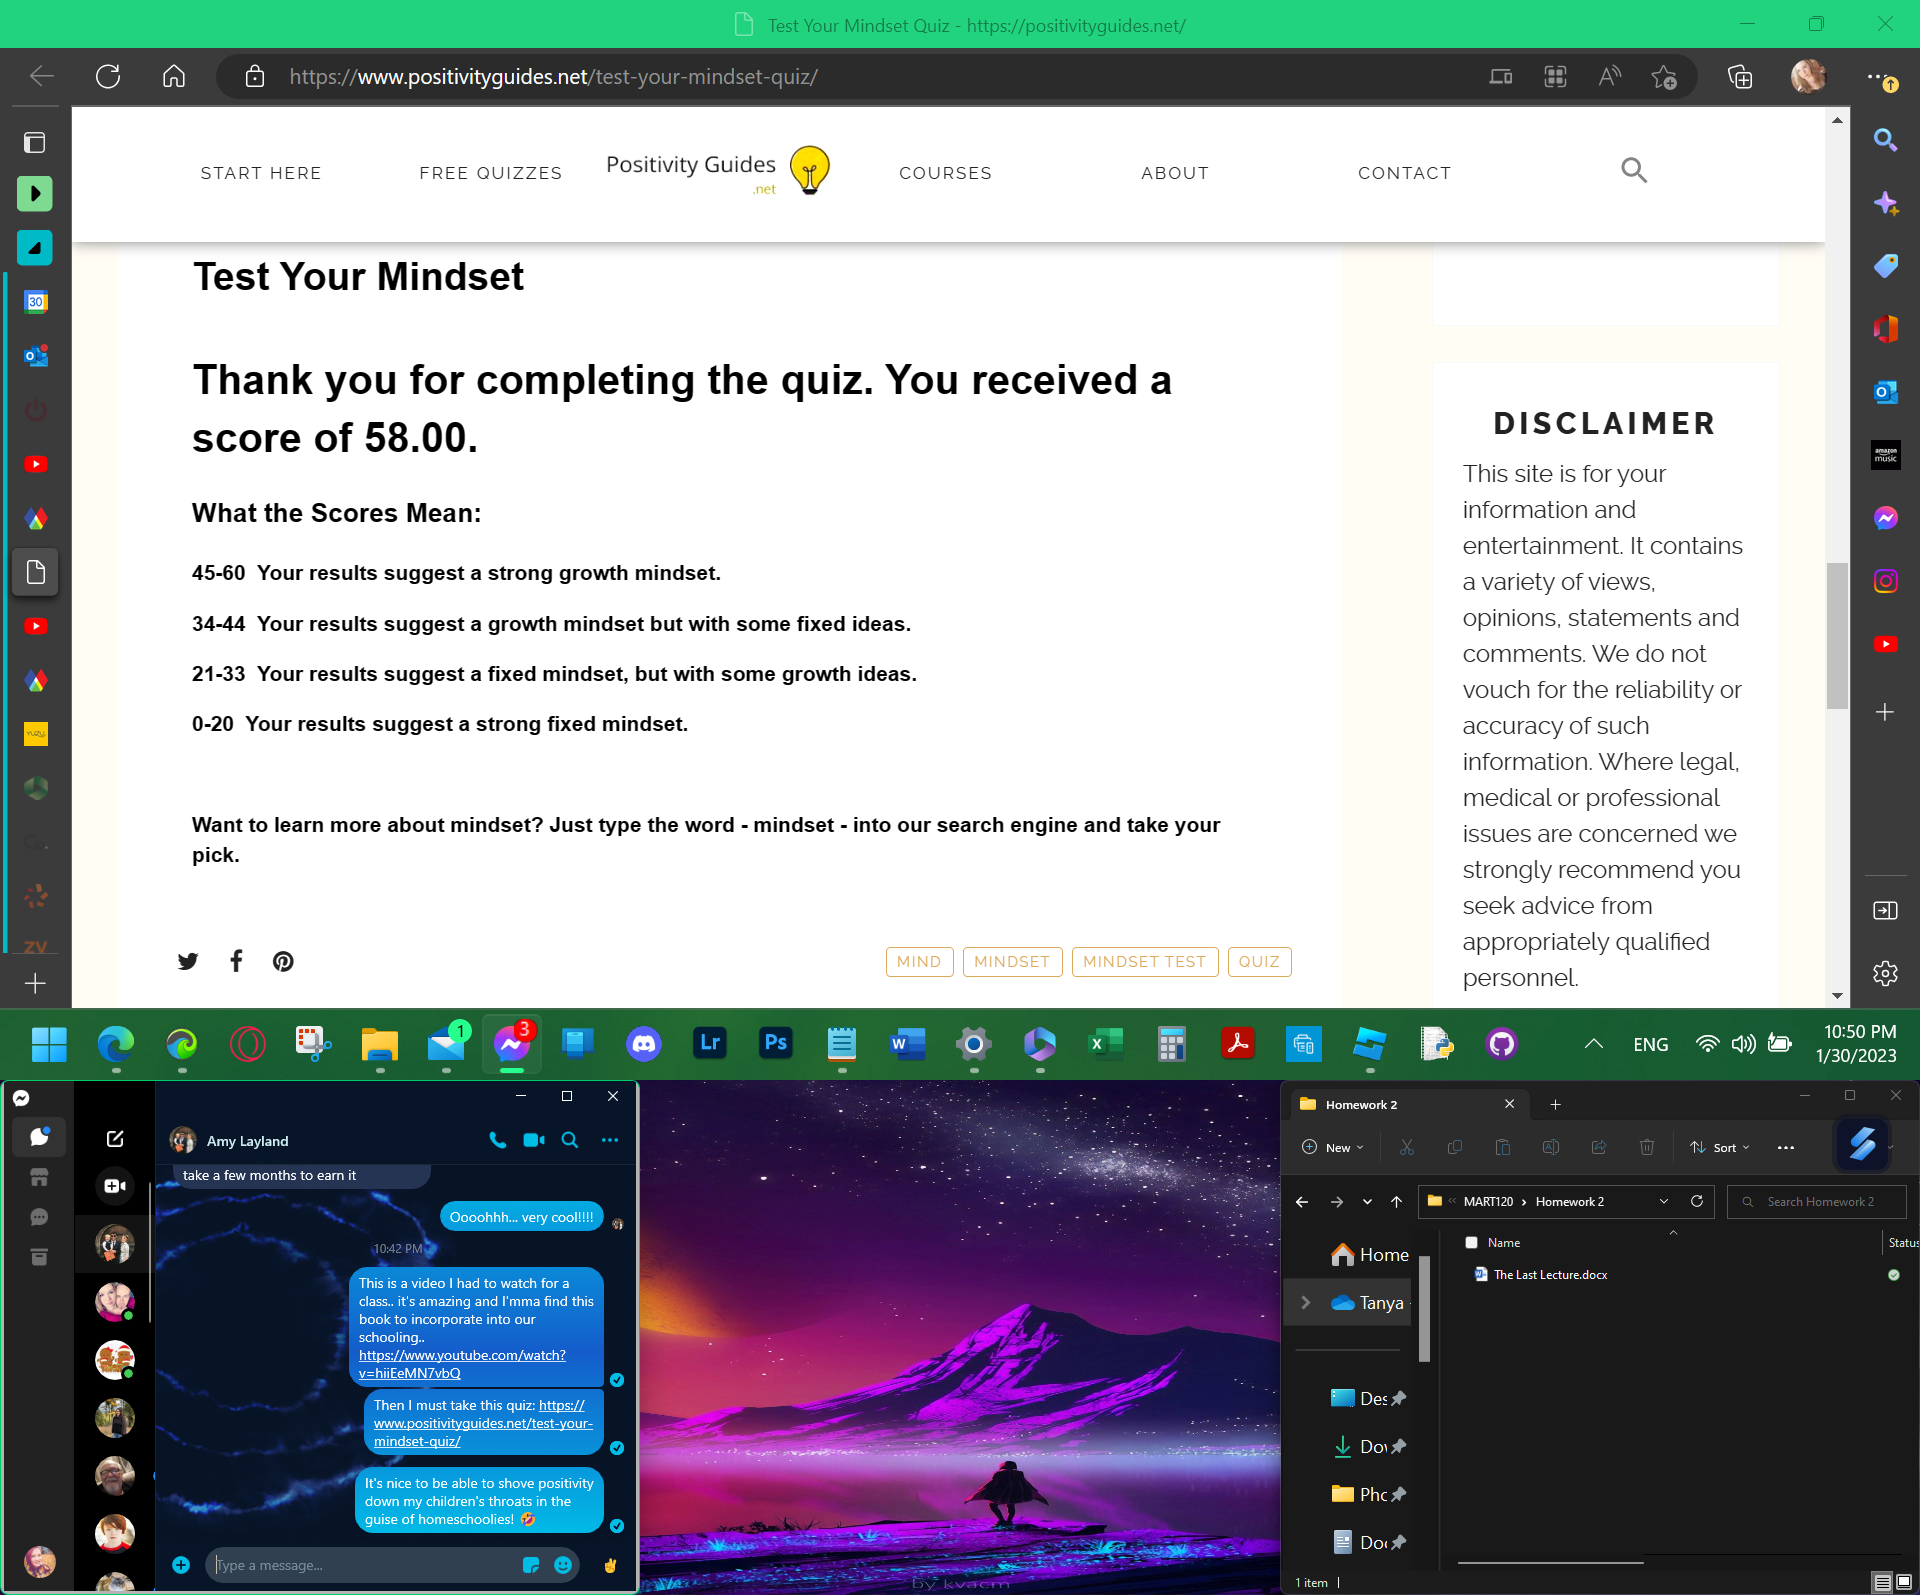 Test Your Mindset Quiz - https://positivityguides.net/
https://www.positivityguides.net/test-your-mindset-quiz/
START HERE
FREE QUIZZES
Positivity Guides
.net
COURSES
ABOUT
CONTACT
Test Your Mindset
Thank you for completing the quiz. You received a
score of 58.00.
What the Scores Mean:
45-60 Your results suggest a strong growth mindset.
34-44 Your results suggest a growth mindset but with some fixed ideas.
21-33 Your results suggest a fixed mindset, but with some growth ideas.
0-20 Your results suggest a strong fixed mindset.
Want to learn more about mindset? Just type the word - mindset - into our search engine and take your
pick.
MIND
MINDSET
MINDSET TEST
QUIZ
DISCLAIMER
This site is for your
information and
entertainment. It contains
a variety of views,
opinions, statements and
comments. We do not
vouch for the reliability or
accuracy of such
information. Where legal,
medical or professional
issues are concerned we
strongly recommend you
seek advice from
appropriately qualified
personnel.
30
amazon
music
1
3
Lr
Ps
ENG
10:50 PM
1/30/2023
Amy Layland
take a few months to earn it
Oooohhh... very cool!!!!
10:42 PM
This is a video I had to watch for a
class.. it's amazing and I'mma find this
book to incorporate into our
schooling..
https://www.youtube.com/watch?
v=hiiEeMN7vbQ
Then I must take this quiz: https://
www.positivityguides.net/test-your-
mindset-quiz/
It's nice to be able to shove positivity
down my children's throats in the
guise of homeschoolies! 🤣
Type a message...
by kvacm
Homework 2
New
Sort
MART120 › Homework 2
Search Homework 2
Home
Tanya
Des
Dov
Pho
Doc
Name
Status
The Last Lecture.docx
1 item